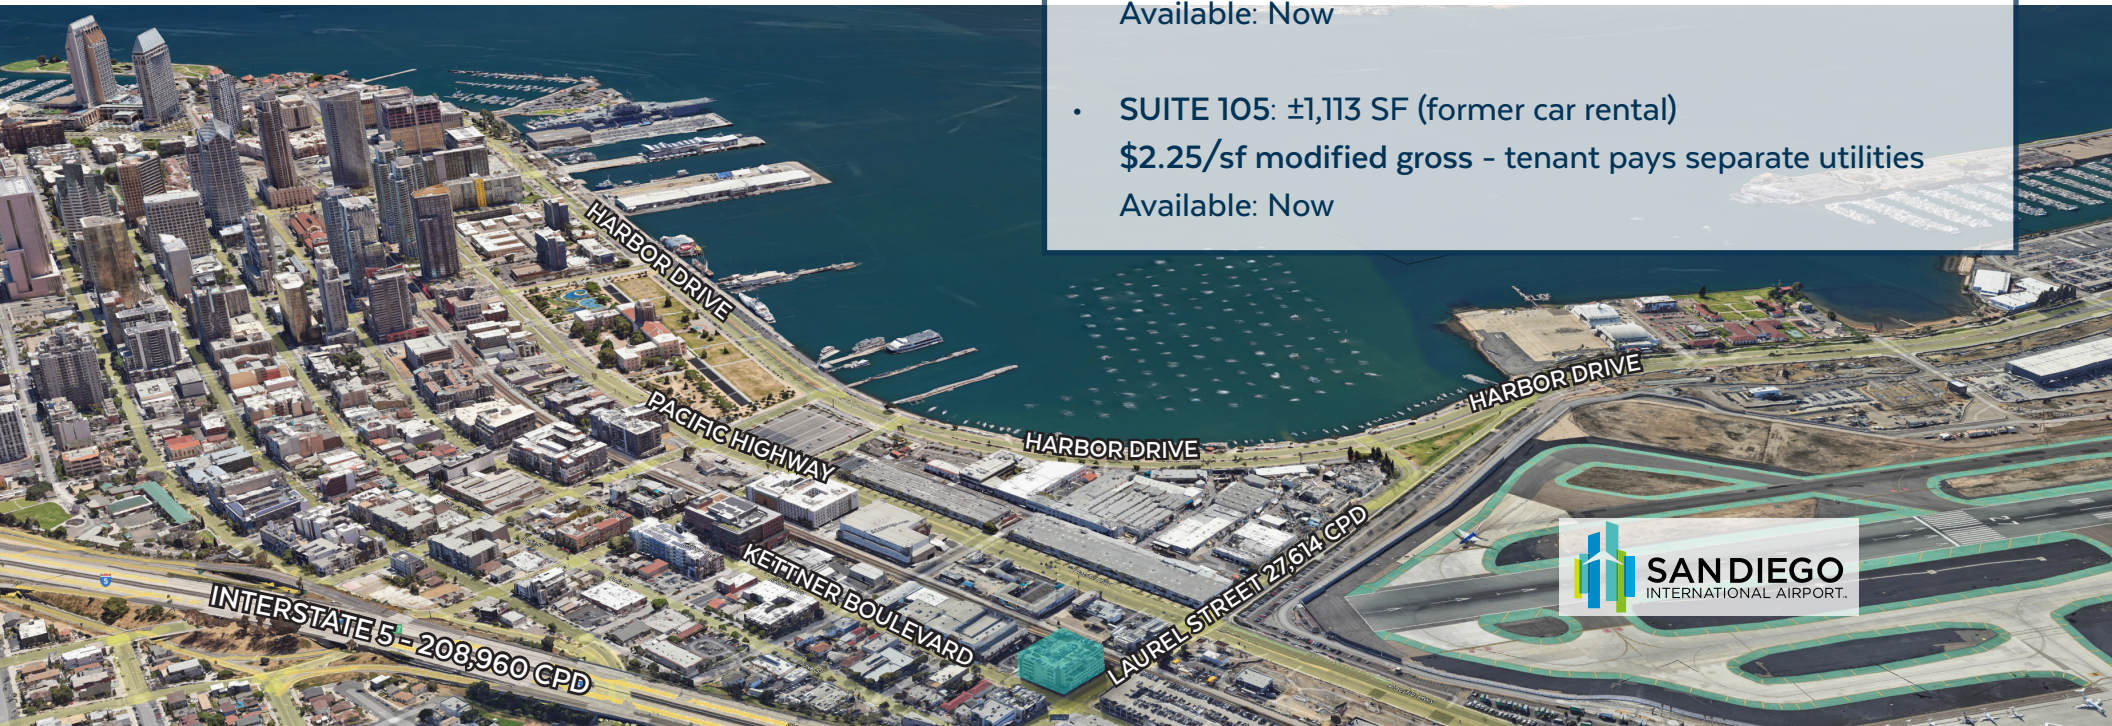 Available: Now
• SUITE 105: ±1,113 SF (former car rental)
$2.25/sf modified gross - tenant pays separate utilities
Available: Now
HARBOR DRIVE
HARBOR DRIVE
PACIFIC HIGHWAY
HARBOR DRIVE
KETTNER BOULEVARD
LAUREL STREET 27,614 CPD
5
INTERSTATE 5 - 208,960 CPD
SAN DIEGO
INTERNATIONAL AIRPORT.